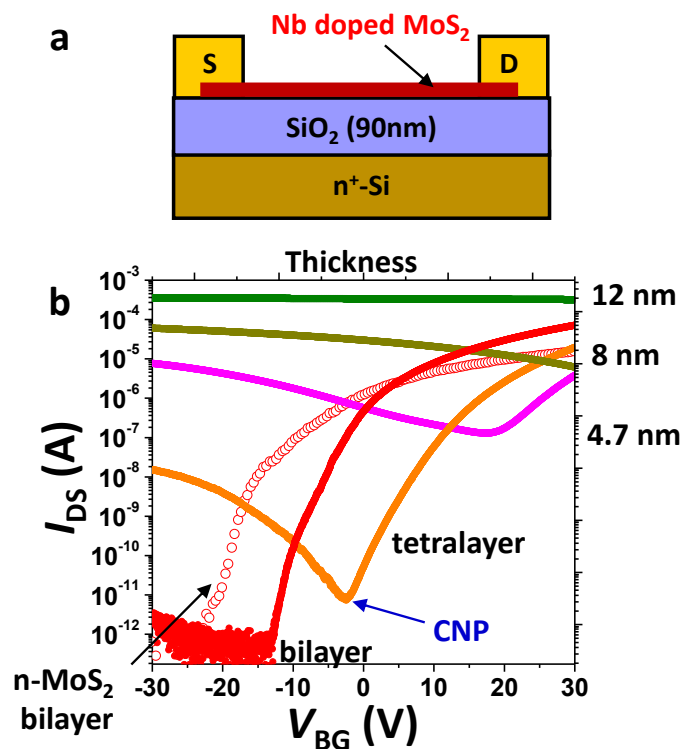 a
Nb doped MoS₂
S
D
SiO₂ (90nm)
n⁺-Si
b
Thickness
10⁻³
10⁻⁴
10⁻⁵
10⁻⁶
10⁻⁷
10⁻⁸
10⁻⁹
10⁻¹⁰
10⁻¹¹
10⁻¹²
I_DS (A)
12 nm
8 nm
4.7 nm
tetralayer
CNP
bilayer
n-MoS₂
bilayer
-30 -20 -10 0 10 20 30
V_BG (V)